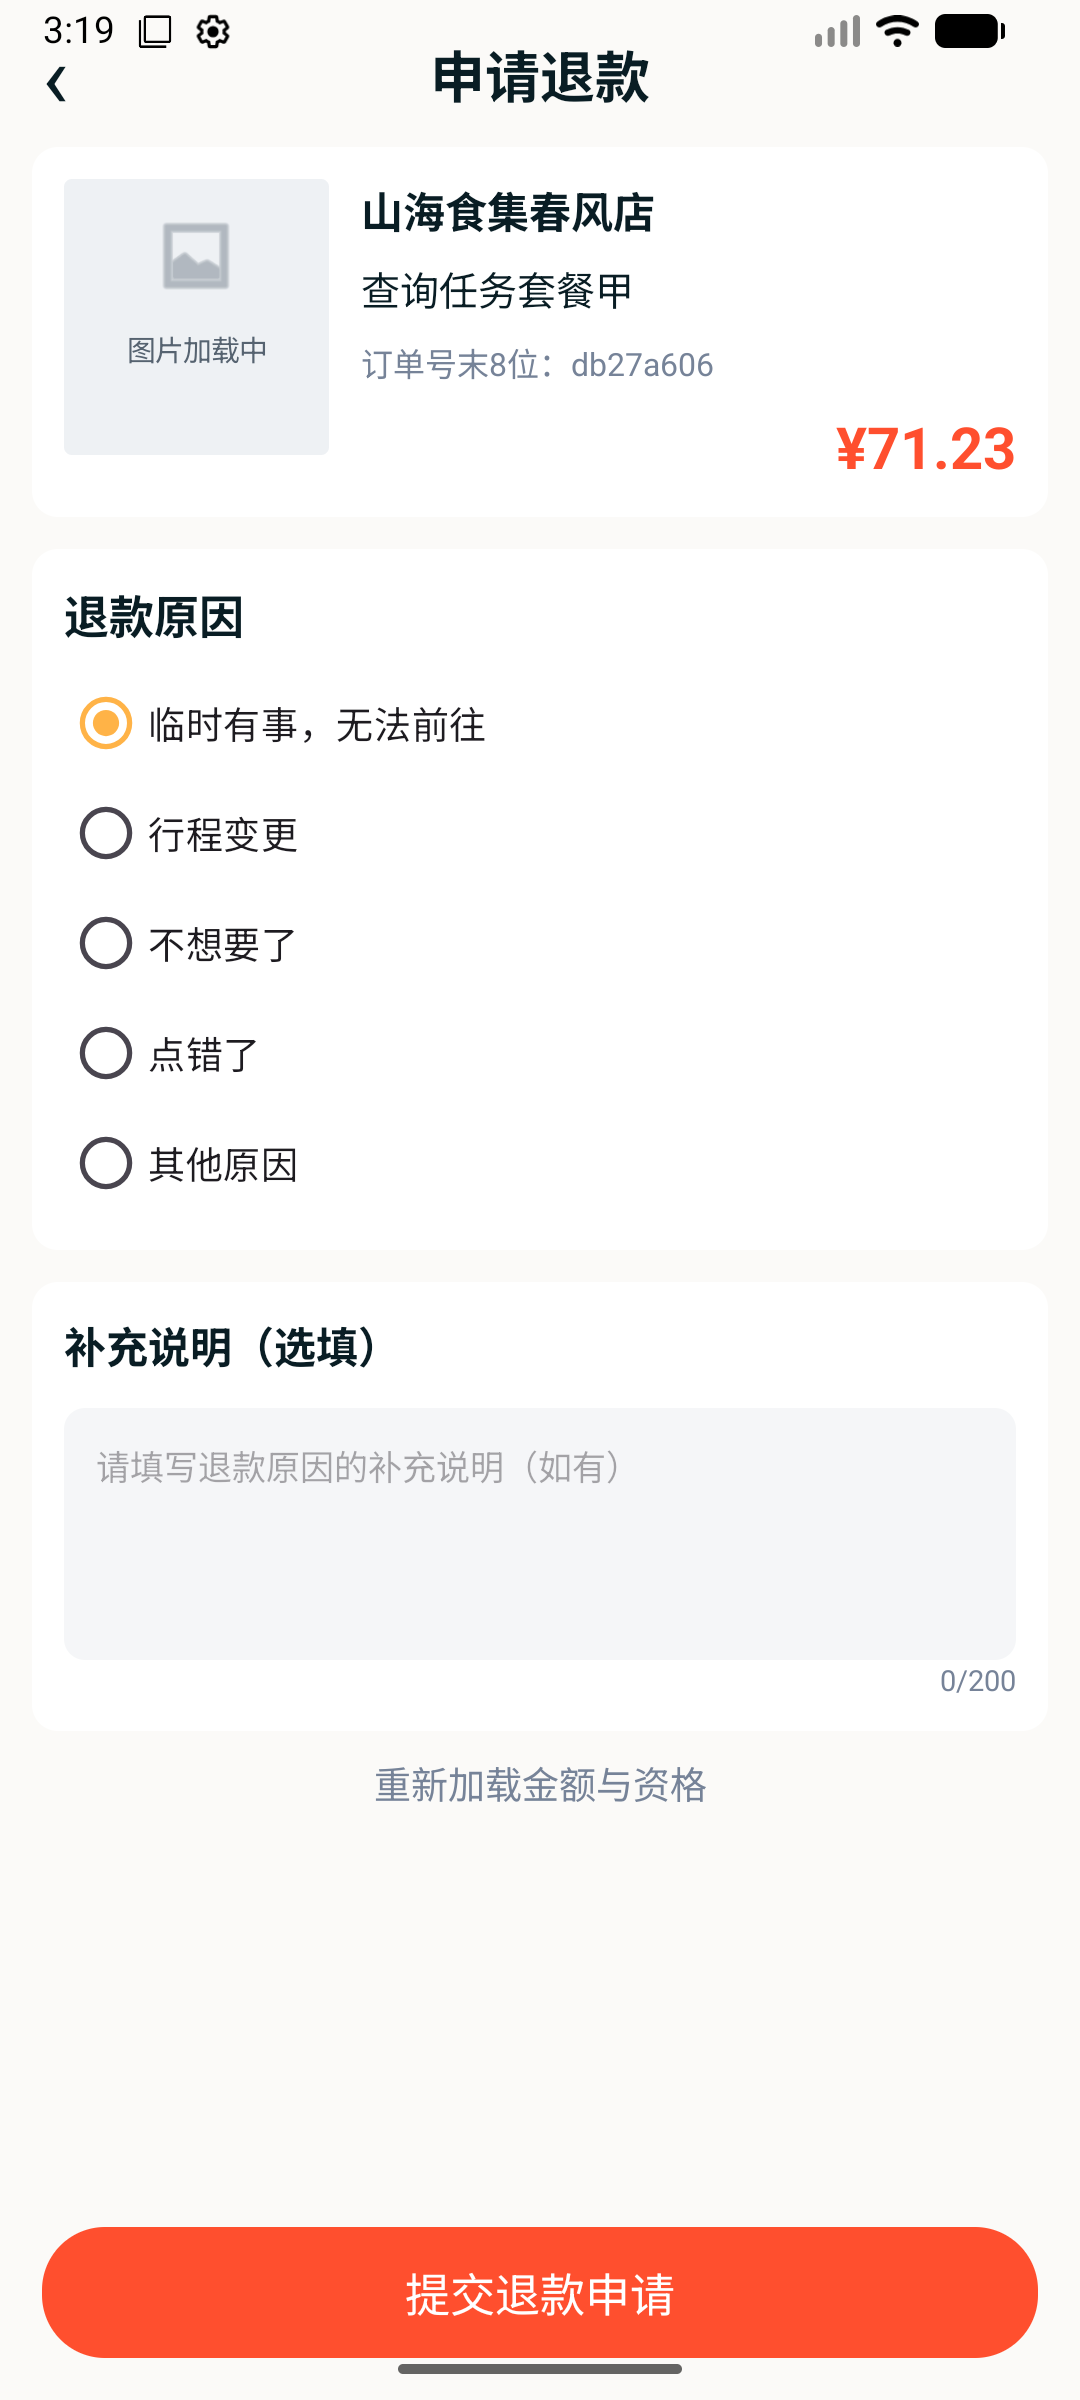 3:19
申请退款
山海食集春风店
查询任务套餐甲
图片加载中
订单号末8位：db27a606
¥71.23
退款原因
临时有事，无法前往
行程变更
不想要了
点错了
其他原因
补充说明（选填）
请填写退款原因的补充说明（如有）
0/200
重新加载金额与资格
提交退款申请